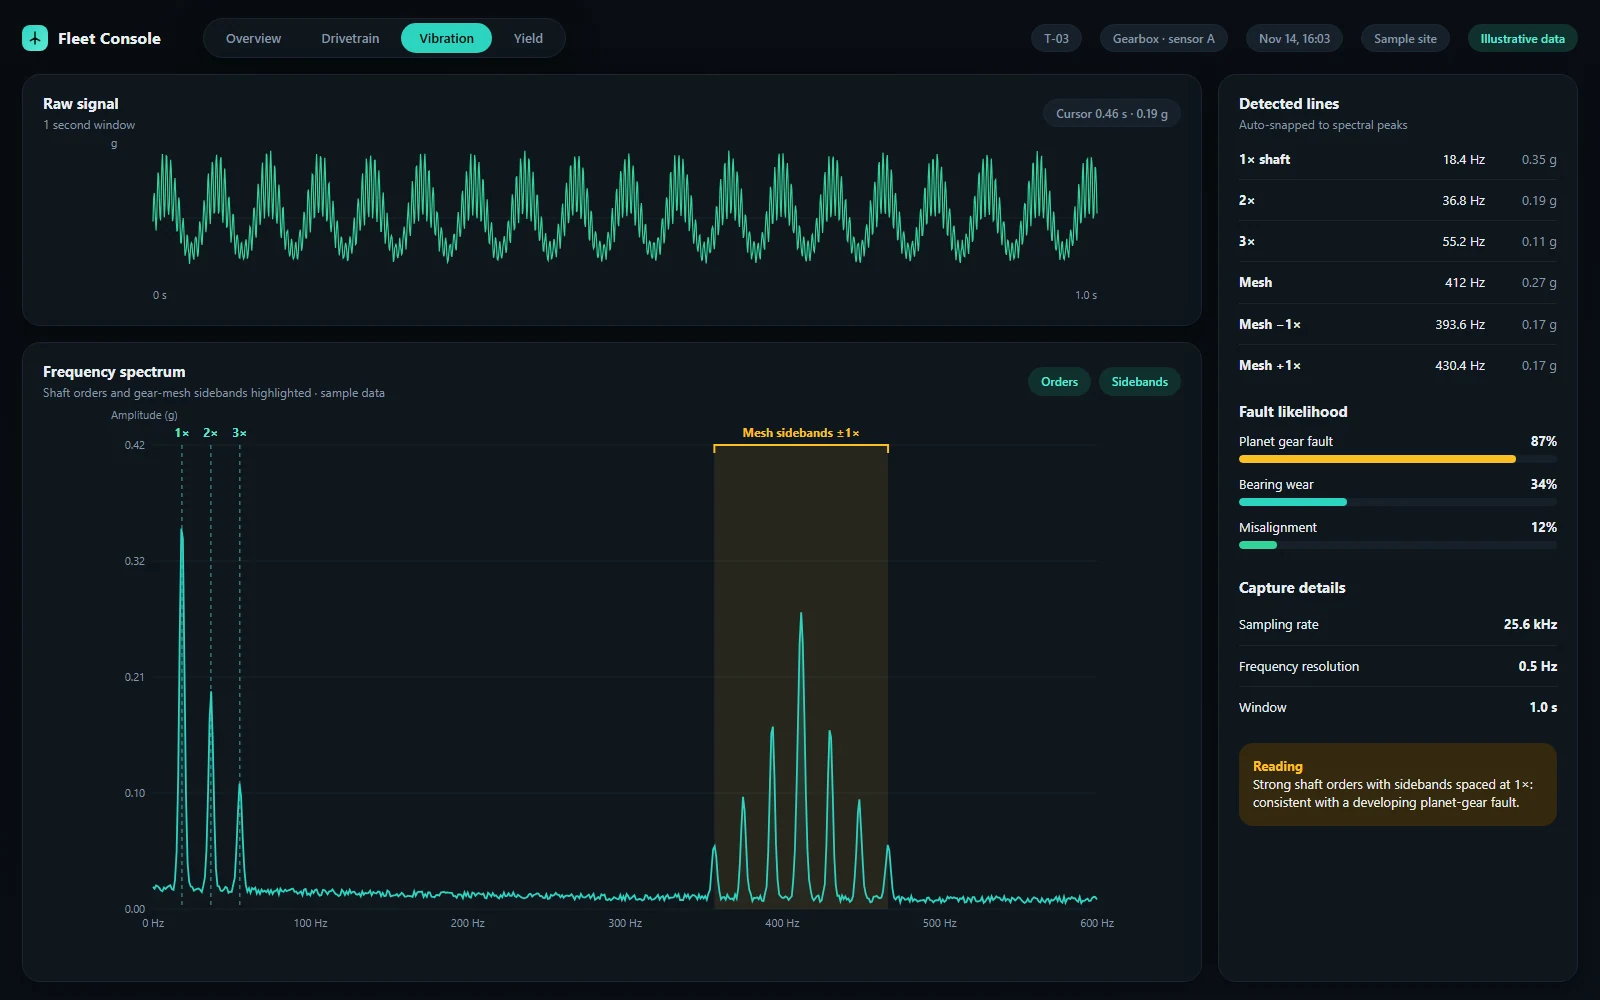 Fleet Console
Overview
Drivetrain
Vibration
Yield
T-03
Gearbox · sensor A
Nov 14, 16:03
Sample site
Illustrative data
Raw signal
1 second window
Cursor 0.46 s · 0.19 g
g
0 s
1.0 s
Frequency spectrum
Shaft orders and gear-mesh sidebands highlighted · sample data
Orders
Sidebands
Amplitude (g)
1×
2×
3×
Mesh sidebands ±1×
0.42
0.32
0.21
0.10
0.00
0 Hz
100 Hz
200 Hz
300 Hz
400 Hz
500 Hz
600 Hz
Detected lines
Auto-snapped to spectral peaks
1× shaft 18.4 Hz 0.35 g
2× 36.8 Hz 0.19 g
3× 55.2 Hz 0.11 g
Mesh 412 Hz 0.27 g
Mesh −1× 393.6 Hz 0.17 g
Mesh +1× 430.4 Hz 0.17 g
Fault likelihood
Planet gear fault 87%
Bearing wear 34%
Misalignment 12%
Capture details
Sampling rate 25.6 kHz
Frequency resolution 0.5 Hz
Window 1.0 s
Reading
Strong shaft orders with sidebands spaced at 1×:
consistent with a developing planet-gear fault.